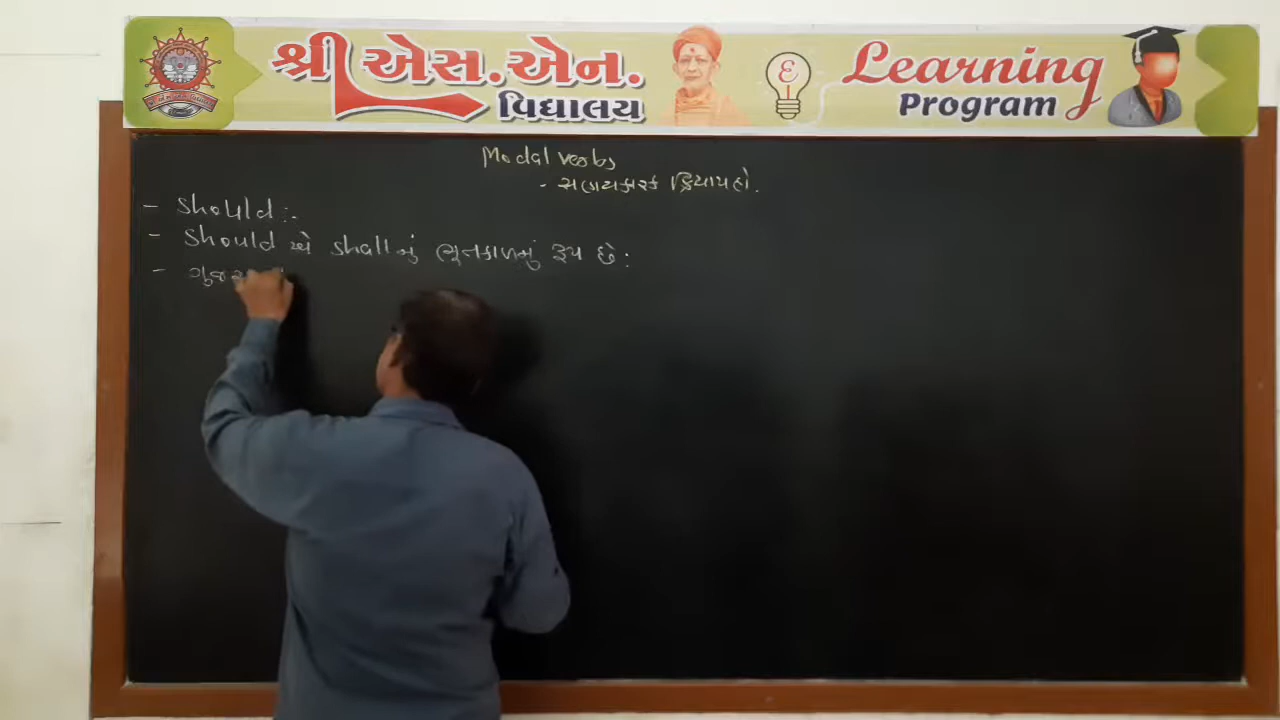 શ્રી એસ.એન. વિદ્યાલય
Learning
Program
Modal verbs
- સહાયકારક ક્રિયાપદો.
- Should :-
- Should એ shall નું ભૂતકાળનું રૂપ છે :
-